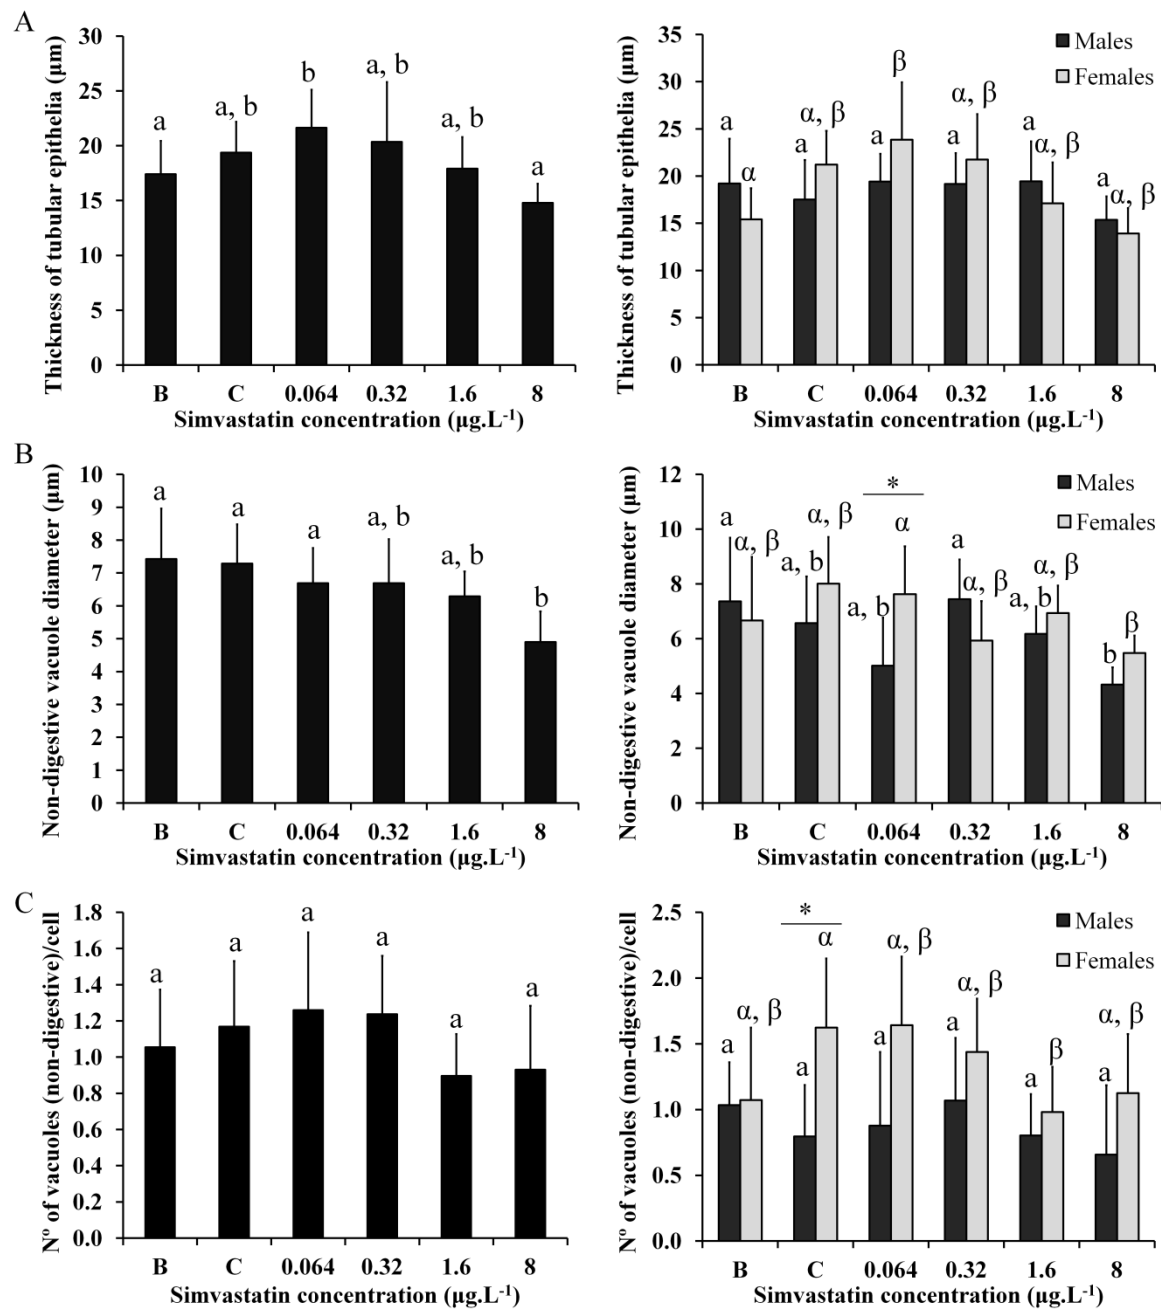 A
Thickness of tubular epithelia (µm)
30
25
20
15
10
5
0
a
a, b
b
a, b
a, b
a
B C 0.064 0.32 1.6 8
Simvastatin concentration (µg.L-1)
Thickness of tubular epithelia (µm)
35
30
25
20
15
10
5
0
Males
Females
a
α
a
α, β
a
β
a
α, β
a
α, β
a
α, β
B C 0.064 0.32 1.6 8
Simvastatin concentration (µg.L-1)
B
Non-digestive vacuole diameter (µm)
10
9
8
7
6
5
4
3
2
1
0
a
a
a
a, b
a, b
b
B C 0.064 0.32 1.6 8
Simvastatin concentration (µg.L-1)
Non-digestive vacuole diameter (µm)
12
10
8
6
4
2
0
Males
Females
*
a
α, β
a, b
α, β
a, b
α
a
α, β
a, b
α, β
b
β
B C 0.064 0.32 1.6 8
Simvastatin concentration (µg.L-1)
C
Nº of vacuoles (non-digestive)/cell
1.8
1.6
1.4
1.2
1.0
0.8
0.6
0.4
0.2
0.0
a
a
a
a
a
a
B C 0.064 0.32 1.6 8
Simvastatin concentration (µg.L-1)
Nº of vacuoles (non-digestive)/cell
2.5
2.0
1.5
1.0
0.5
0.0
Males
Females
*
a
α, β
a
α
a
α, β
a
α, β
a
β
a
α, β
B C 0.064 0.32 1.6 8
Simvastatin concentration (µg.L-1)